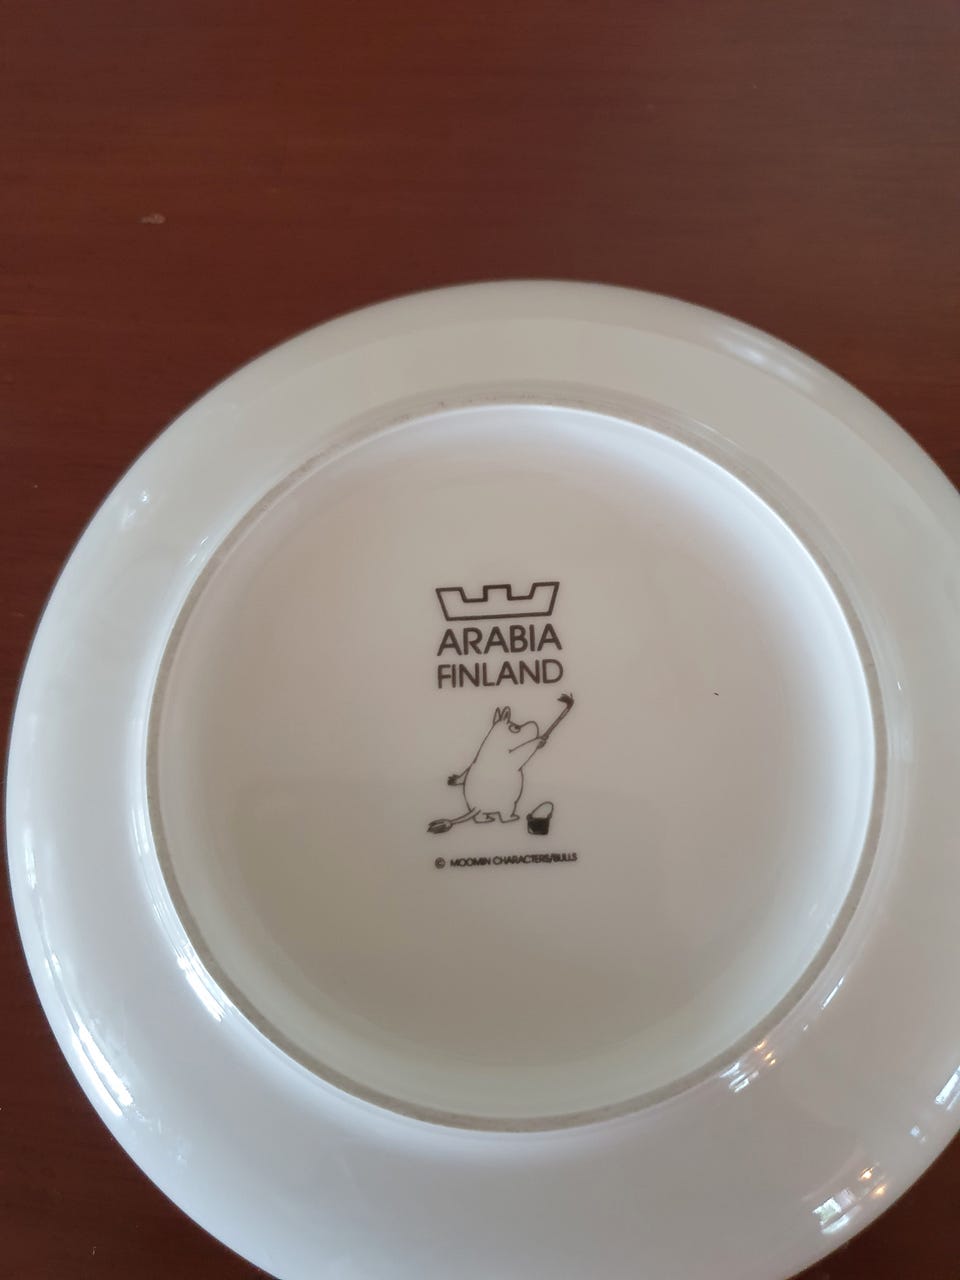 ARABIA
FINLAND
© MOOMIN CHARACTERS/BULLS